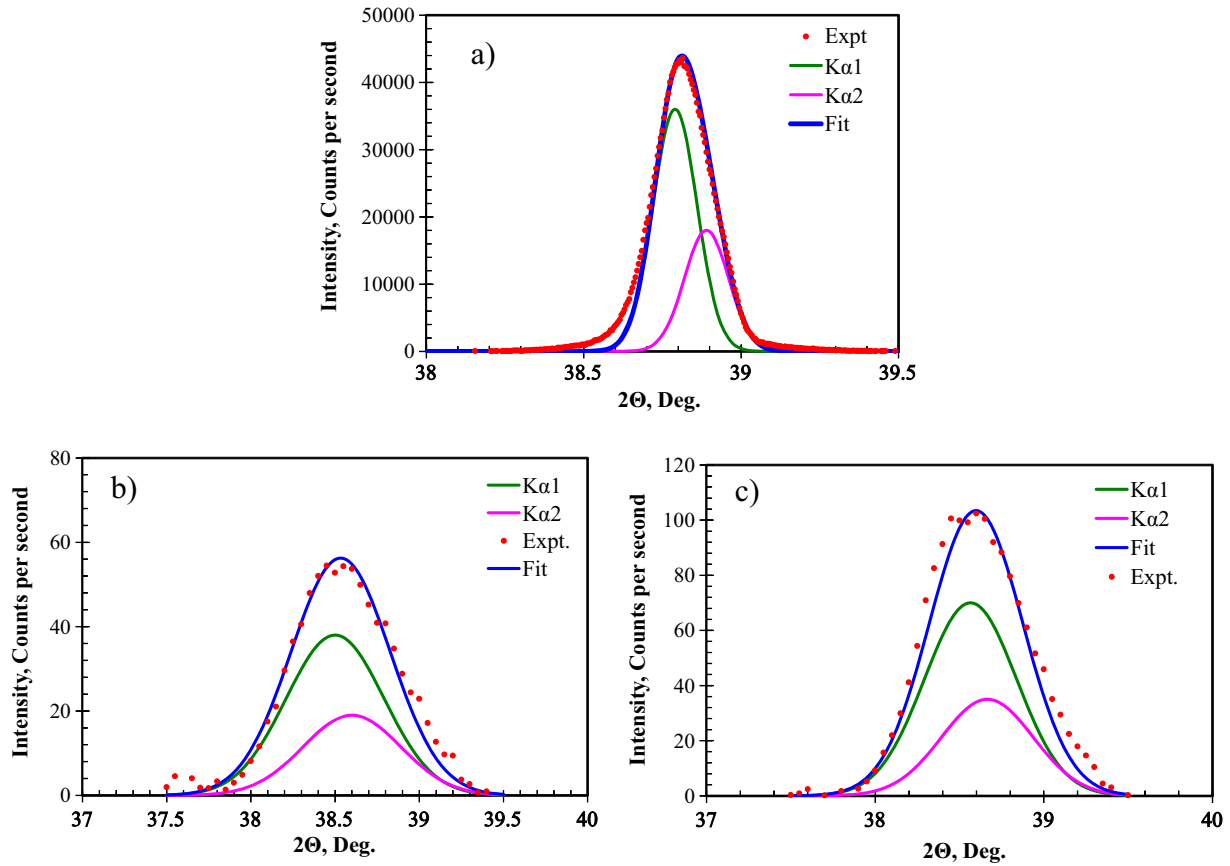 a)
50000
40000
30000
20000
10000
0
Intensity, Counts per second
Expt
Kα1
Kα2
Fit
38
38.5
39
39.5
2Θ, Deg.
b)
80
60
40
20
0
Intensity, Counts per second
Kα1
Kα2
Expt.
Fit
37
37.5
38
38.5
39
39.5
40
2Θ, Deg.
c)
120
100
80
60
40
20
0
Intensity, Counts per second
Kα1
Kα2
Fit
Expt.
37
38
39
40
2Θ, Deg.